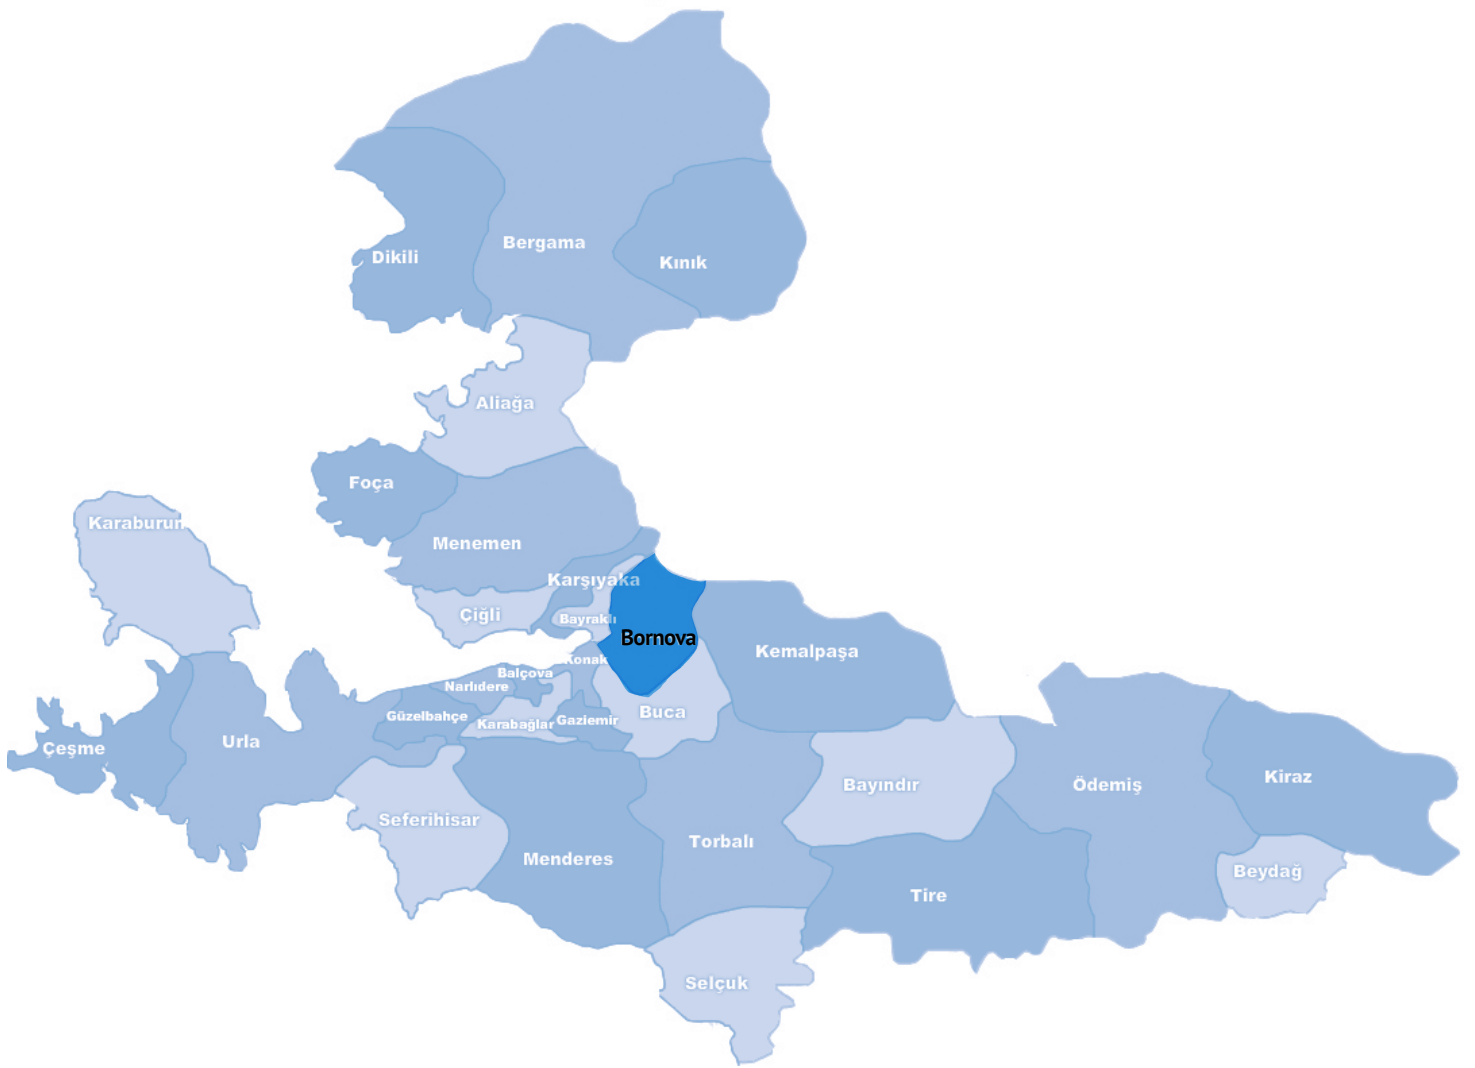 Bergama
Dikili
Kınık
Aliağa
Foça
Karaburun
Menemen
Karşıyaka
Çiğli
Bayraklı
Bornova
Kemalpaşa
Konak
Balçova
Narlıdere
Buca
Güzelbahçe
Gaziemir
Karabağlar
Urla
Çeşme
Kiraz
Bayındır
Ödemiş
Seferihisar
Torbalı
Menderes
Beydağ
Tire
Selçuk